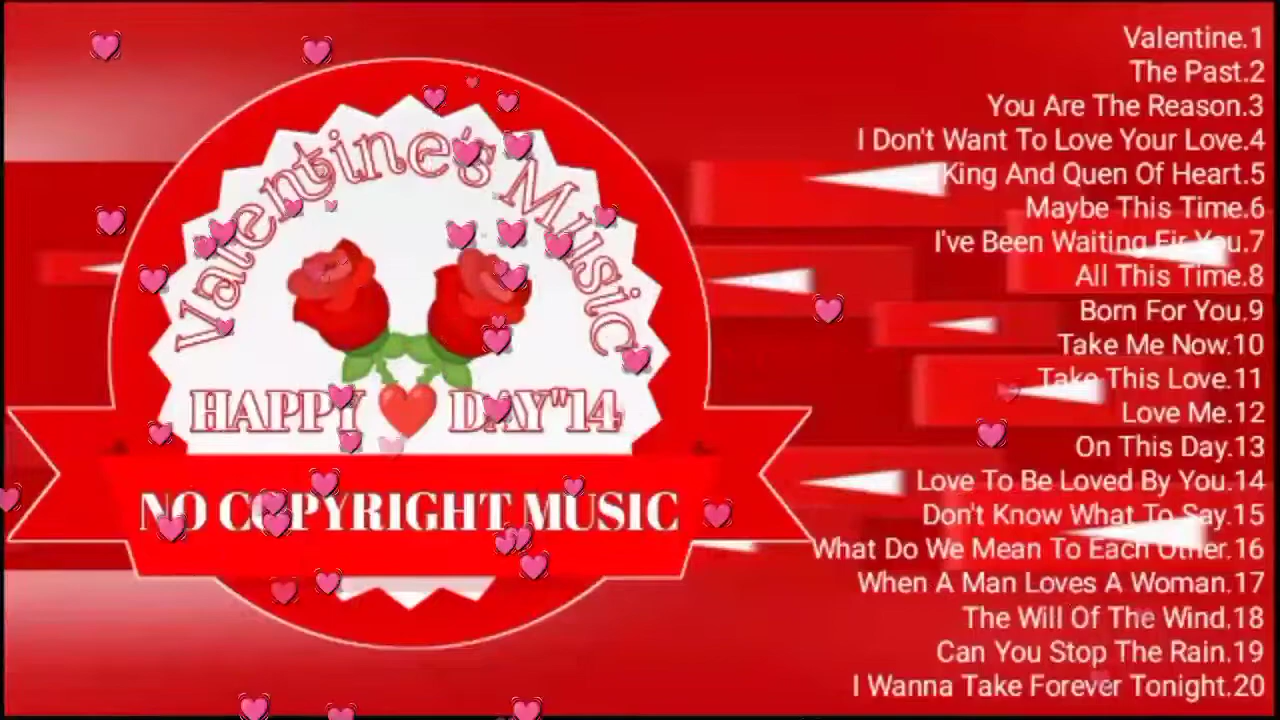 Valentine's Music
HAPPY DAY"14
NO COPYRIGHT MUSIC
Valentine.1
The Past.2
You Are The Reason.3
I Don't Want To Love Your Love.4
King And Quen Of Heart.5
Maybe This Time.6
I've Been Waiting Fir You.7
All This Time.8
Born For You.9
Take Me Now.10
Take This Love.11
Love Me.12
On This Day.13
Love To Be Loved By You.14
Don't Know What To Say.15
What Do We Mean To Each Other.16
When A Man Loves A Woman.17
The Will Of The Wind.18
Can You Stop The Rain.19
I Wanna Take Forever Tonight.20